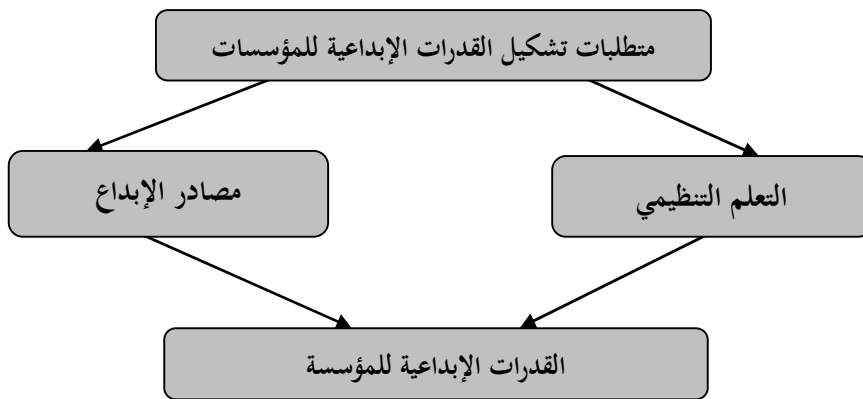 متطلبات تشكيل القدرات الإبداعية للمؤسسات
التعلم التنظيمي
مصادر الإبداع
القدرات الإبداعية للمؤسسة